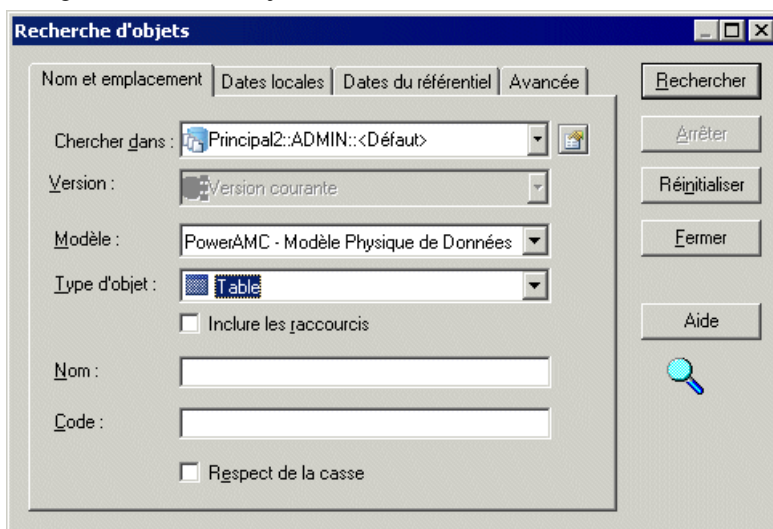 Recherche d'objets
Nom et emplacement Dates locales Dates du référentiel Avancée
Rechercher
Chercher dans : Principal2::ADMIN::<Défaut>
Arrêter
Version : Version courante
Réinitialiser
Modèle : PowerAMC - Modèle Physique de Données
Fermer
Type d'objet : Table
Inclure les raccourcis
Aide
Nom :
Code :
Respect de la casse